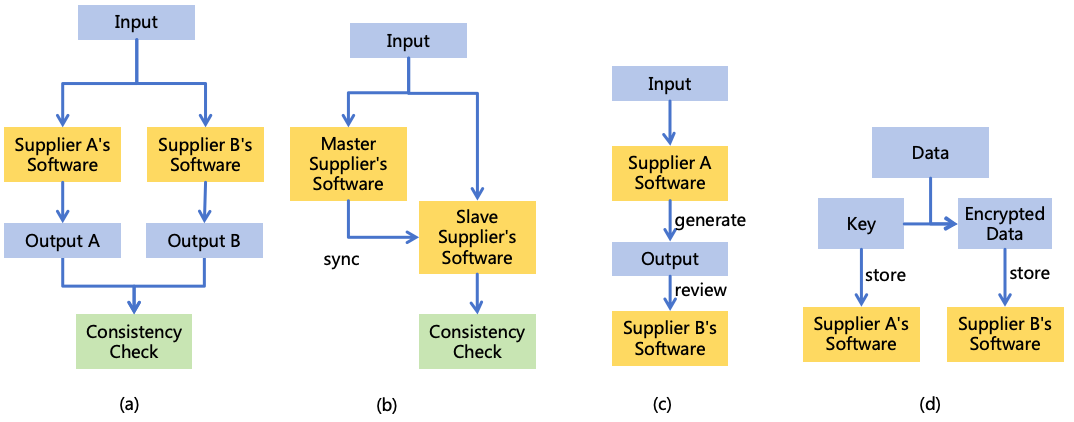 Input
Supplier A's
Software
Supplier B's
Software
Output A
Output B
Consistency
Check
(a)
Input
Master
Supplier's
Software
Slave
Supplier's
Software
sync
Consistency
Check
(b)
Input
Supplier A
Software
generate
Output
review
Supplier B's
Software
(c)
Data
Key
Encrypted
Data
store
store
Supplier A's
Software
Supplier B's
Software
(d)